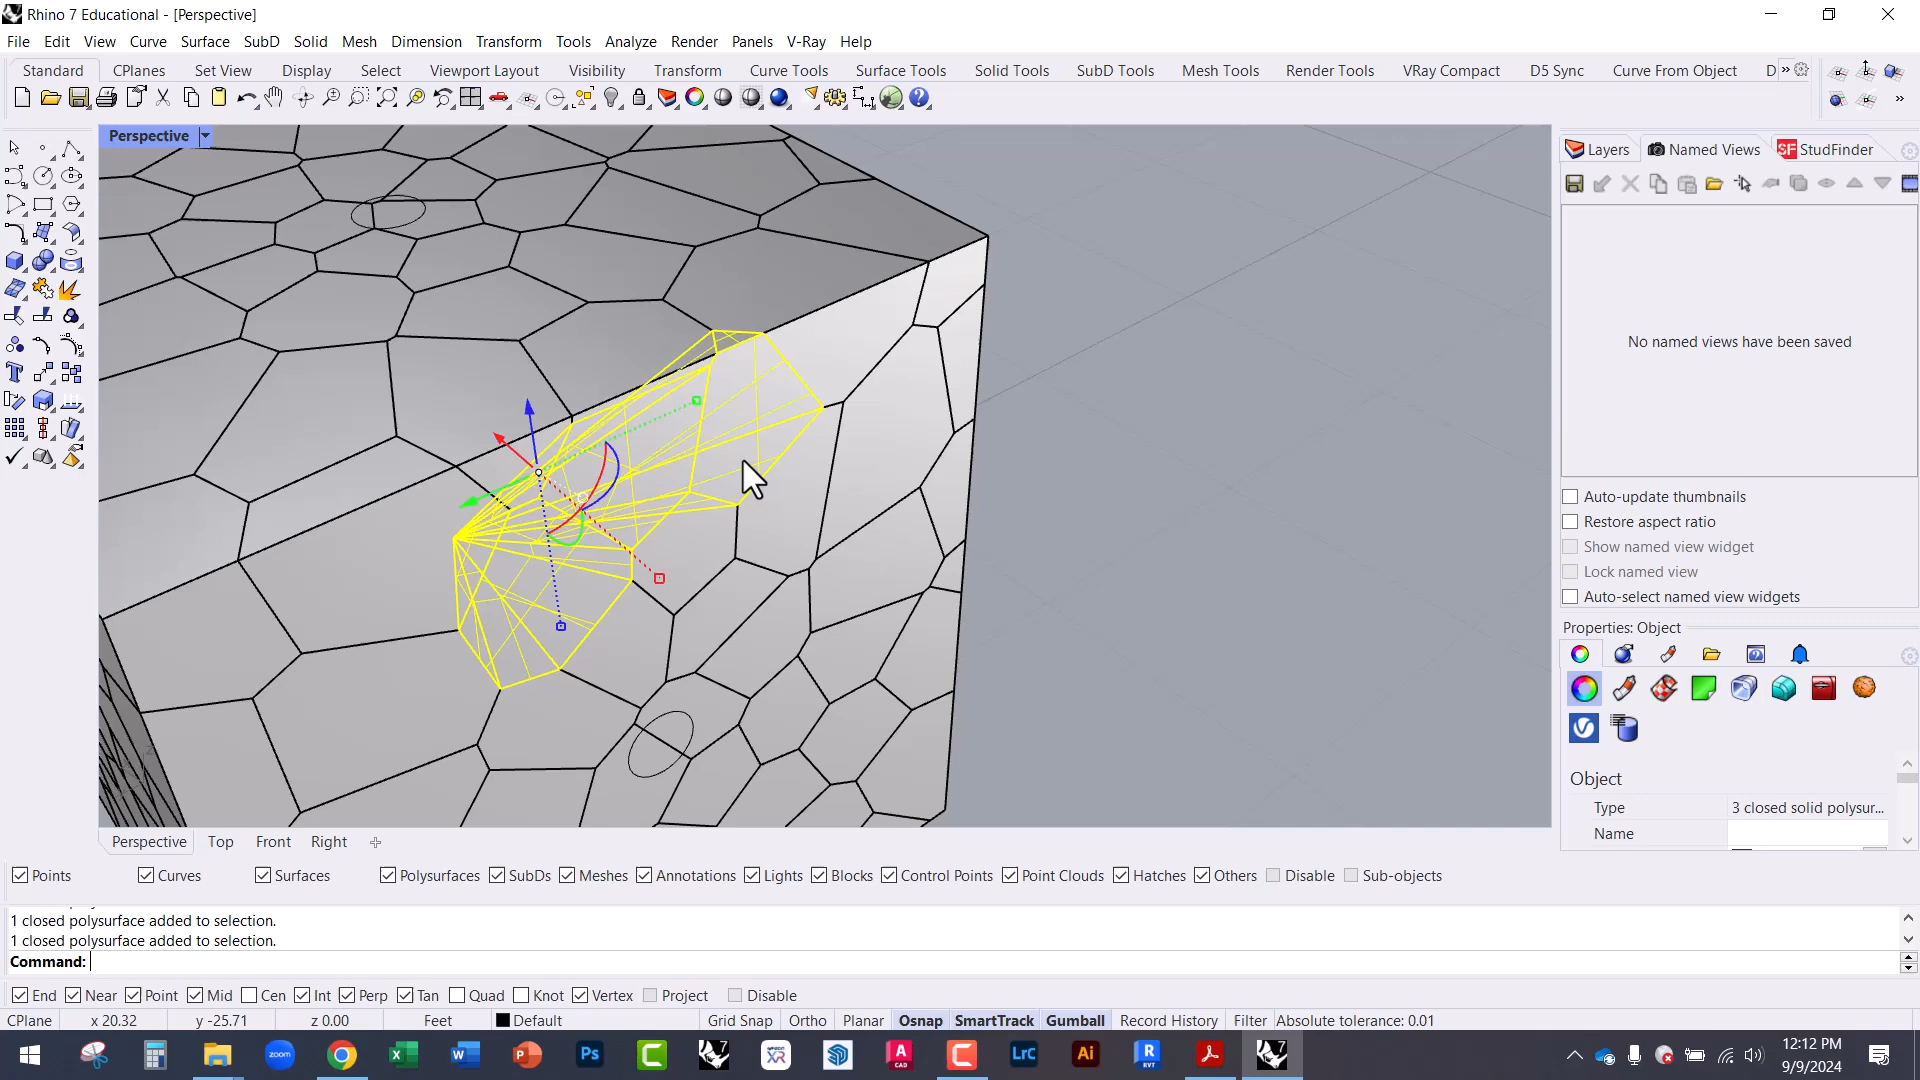 Rhino 7 Educational - [Perspective]
File Edit View Curve Surface SubD Solid Mesh Dimension Transform Tools Analyze Render Panels V-Ray Help
Standard CPlanes Set View Display Select Viewport Layout Visibility Transform Curve Tools Surface Tools Solid Tools SubD Tools Mesh Tools Render Tools VRay Compact D5 Sync Curve From Object D »
Perspective
Layers Named Views SF StudFinder
No named views have been saved
Auto-update thumbnails
Restore aspect ratio
Show named view widget
Lock named view
Auto-select named view widgets
Properties: Object
Object
Type 3 closed solid polysur...
Name
Perspective Top Front Right
Points Curves Surfaces Polysurfaces SubDs Meshes Annotations Lights Blocks Control Points Point Clouds Hatches Others Disable Sub-objects
1 closed polysurface added to selection.
1 closed polysurface added to selection.
Command:
End Near Point Mid Cen Int Perp Tan Quad Knot Vertex Project Disable
CPlane x 20.32 y -25.71 z 0.00 Feet Default Grid Snap Ortho Planar Osnap SmartTrack Gumball Record History Filter Absolute tolerance: 0.01
zoom Ps XR A CAD LrC Ai R RVT
12:12 PM
9/9/2024